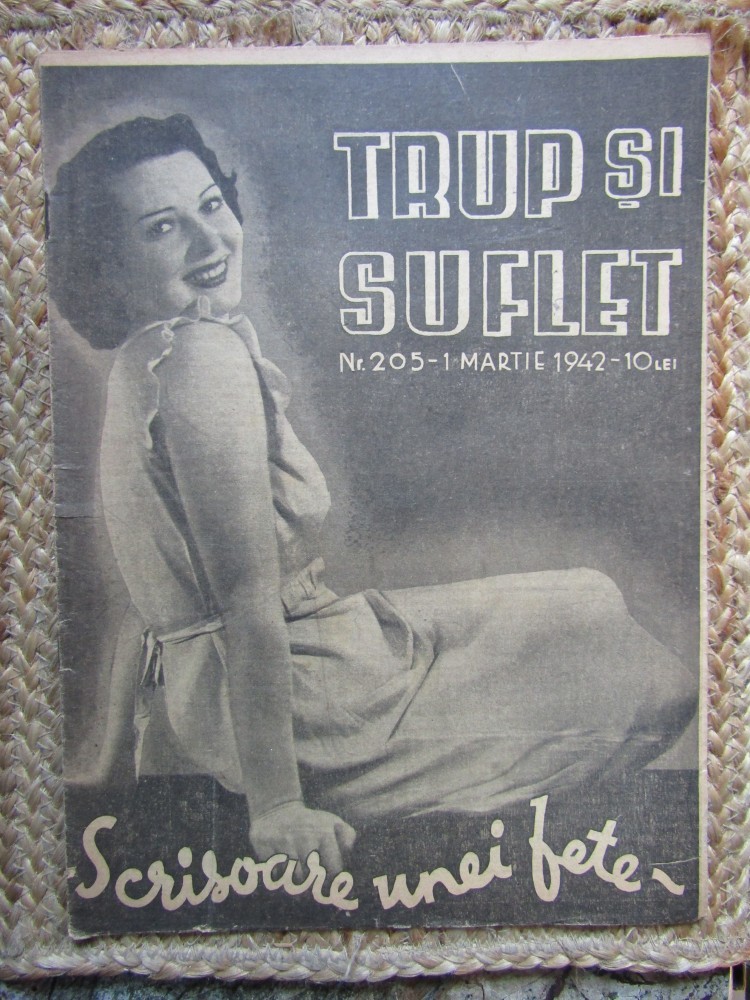 TRUP ȘI
SUFLET
Nr. 205-1 MARTIE 1942-10 LEI
-Scrisoare unei fete-